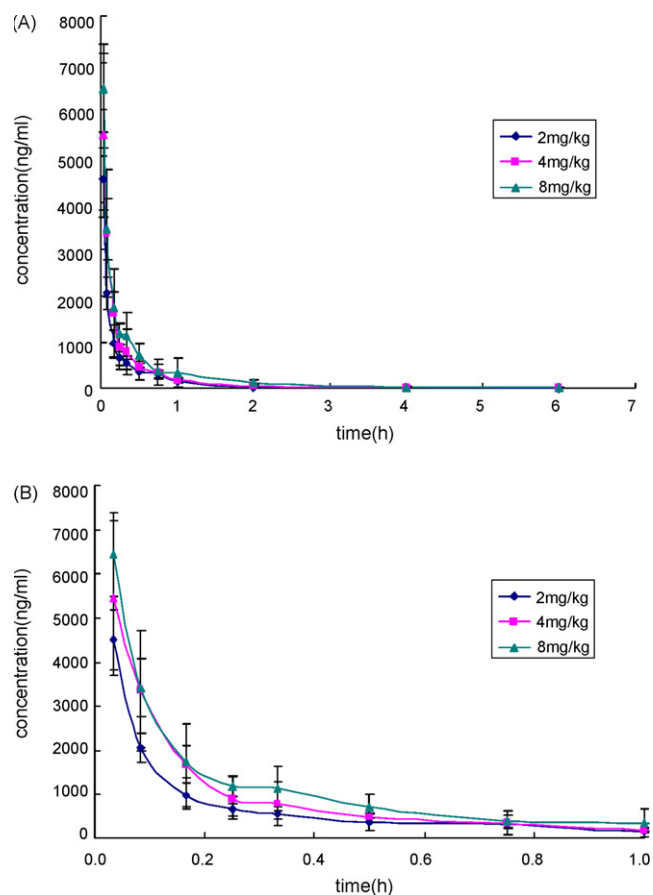 (A)
8000
7000
6000
5000
4000
3000
2000
1000
0
concentration(ng/ml)
2mg/kg
4mg/kg
8mg/kg
0 1 2 3 4 5 6 7
time(h)
(B)
8000
7000
6000
5000
4000
3000
2000
1000
0
concentration(ng/ml)
2mg/kg
4mg/kg
8mg/kg
0.0 0.2 0.4 0.6 0.8 1.0
time(h)